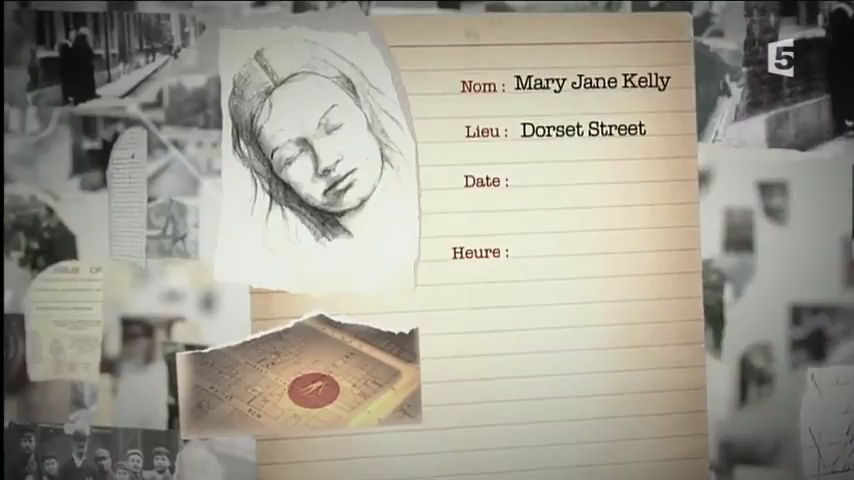 5
Nom : Mary Jane Kelly
Lieu : Dorset Street
Date :
Heure :